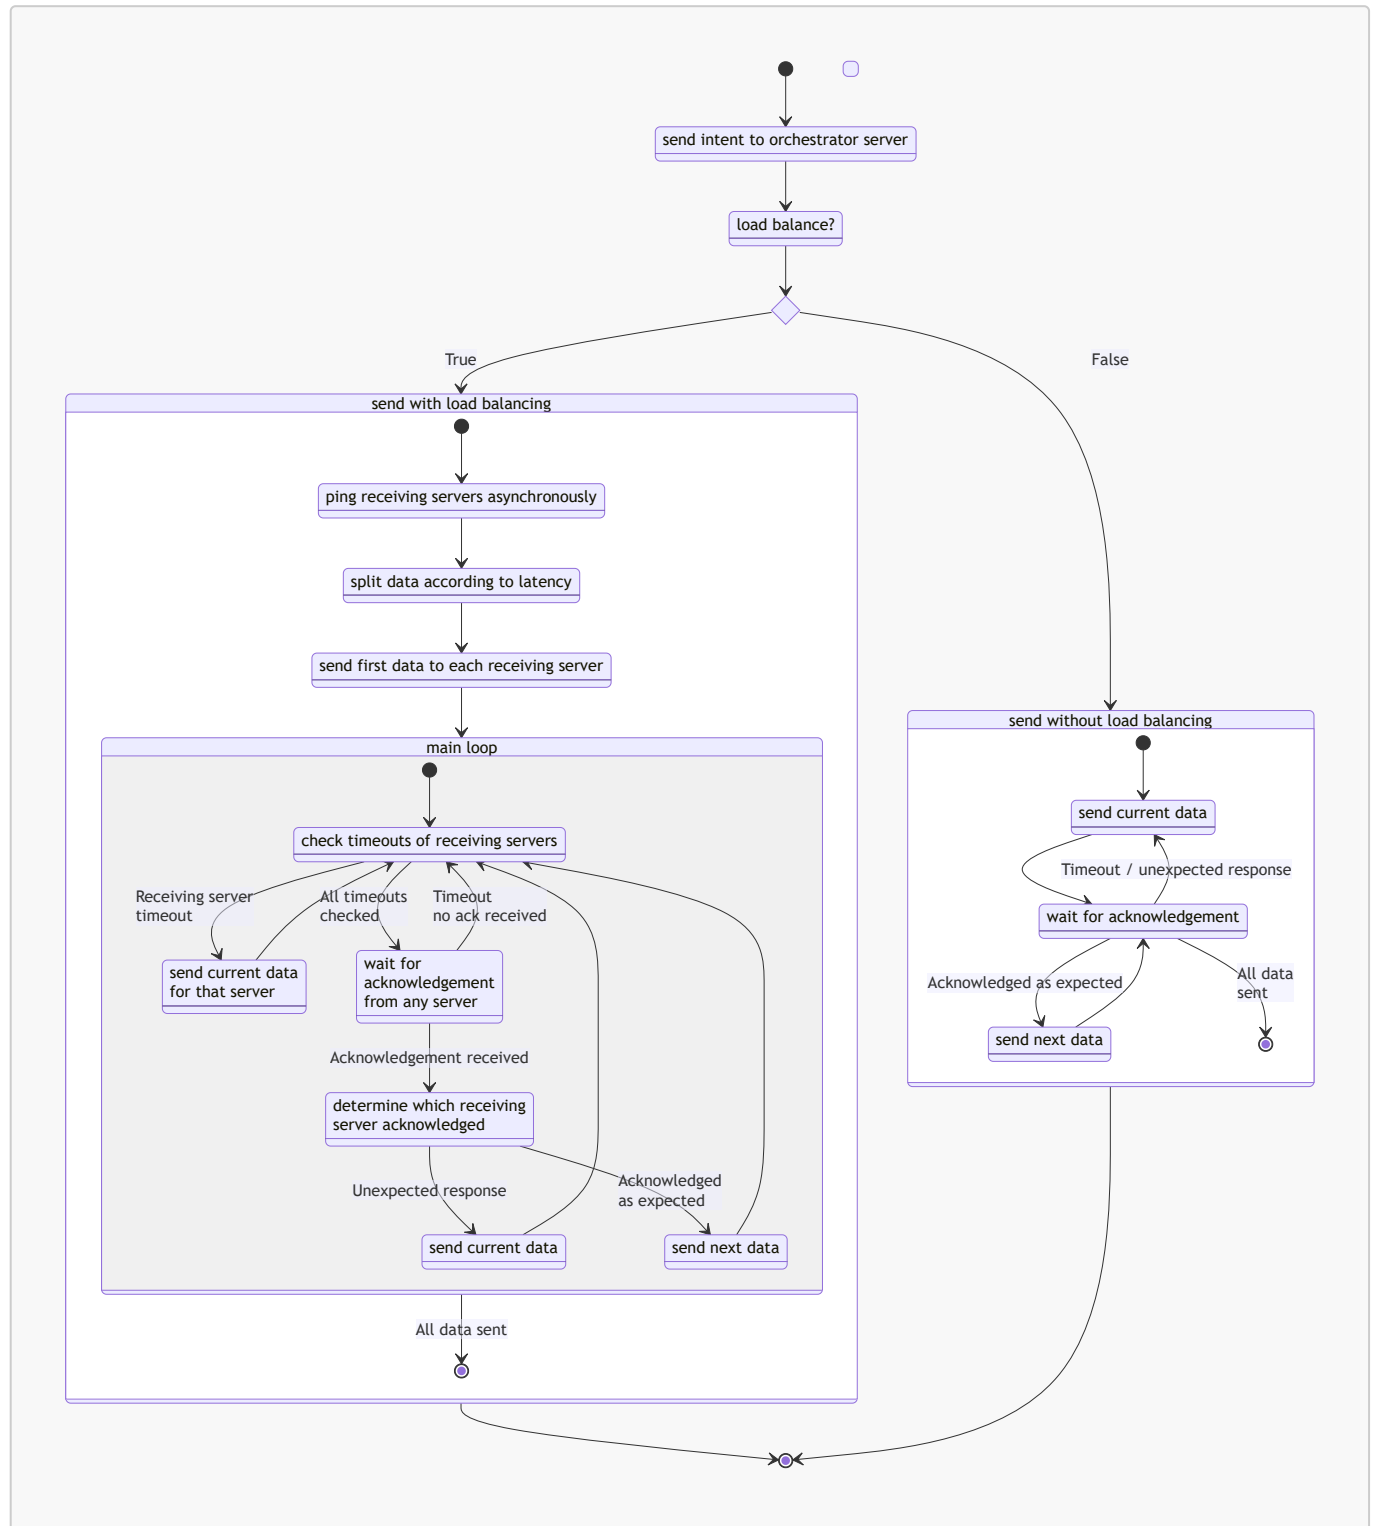 send intent to orchestrator server
load balance?
True
False
send with load balancing
ping receiving servers asynchronously
split data according to latency
send first data to each receiving server
main loop
check timeouts of receiving servers
Receiving server
timeout
All timeouts
checked
Timeout
no ack received
send current data
for that server
wait for
acknowledgement
from any server
Acknowledgement received
determine which receiving
server acknowledged
Unexpected response
Acknowledged
as expected
send current data
send next data
All data sent
send without load balancing
send current data
Timeout / unexpected response
wait for acknowledgement
Acknowledged as expected
All data
sent
send next data